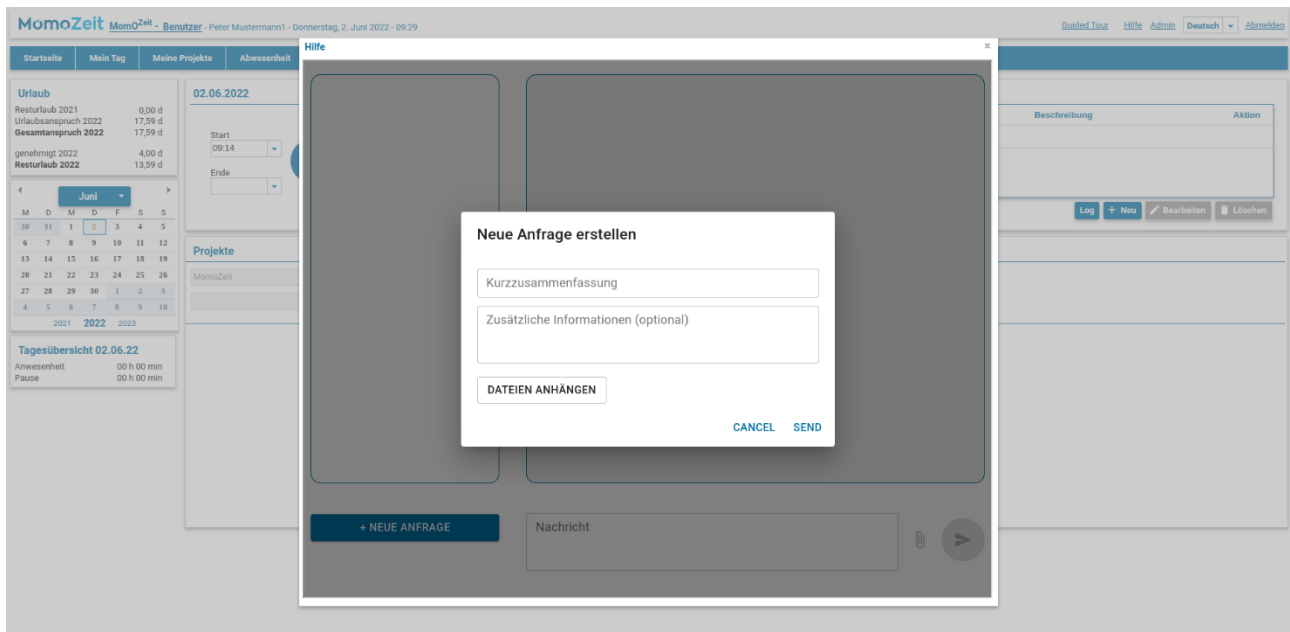 MomoZeit MomO Zeit - Benutzer - Peter Mustermann1 - Donnerstag, 2. Juni 2022 - 09:29
Guided Tour Hilfe Admin Deutsch Abmelden
Startseite Mein Tag Meine Projekte Abwesenheit
Hilfe x
Urlaub
Resturlaub 2021 0,00 d
Urlaubsanspruch 2022 17,59 d
Gesamtanspruch 2022 17,59 d
genehmigt 2022 4,00 d
Resturlaub 2022 13,59 d
Juni
M D M D F S S
30 31 1 2 3 4 5
6 7 8 9 10 11 12
13 14 15 16 17 18 19
20 21 22 23 24 25 26
27 28 29 30 1 2 3
4 5 6 7 8 9 10
2021 2022 2023
Tagesübersicht 02.06.22
Anwesenheit 00 h 00 min
Pause 00 h 00 min
02.06.2022
Start
09:14
Ende
Projekte
MomoZeit
Beschreibung Aktion
Log + Neu Bearbeiten Löschen
Neue Anfrage erstellen
Kurzzusammenfassung
Zusätzliche Informationen (optional)
DATEIEN ANHÄNGEN
CANCEL SEND
+ NEUE ANFRAGE
Nachricht